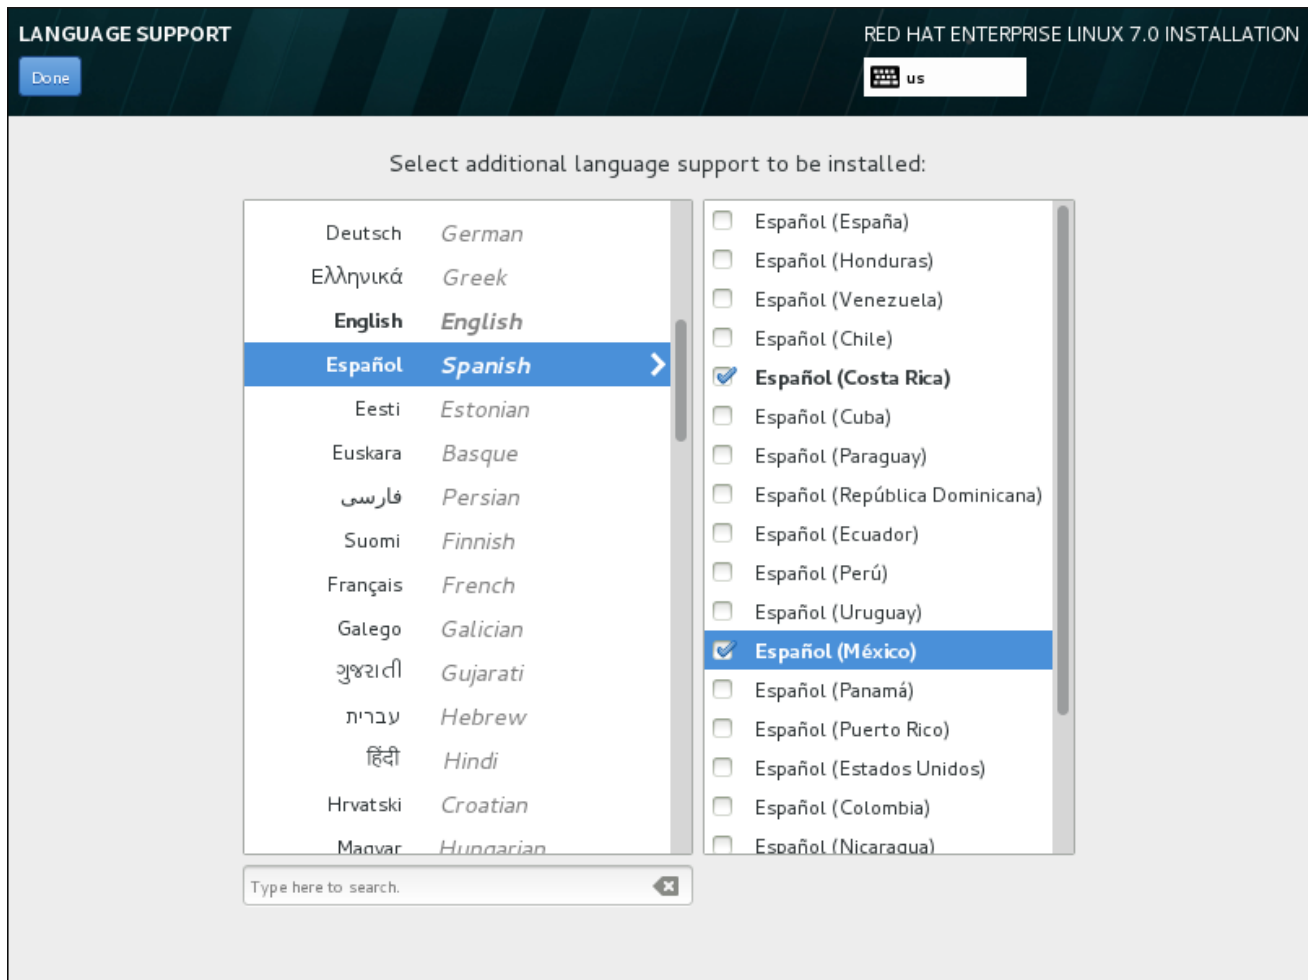 LANGUAGE SUPPORT
RED HAT ENTERPRISE LINUX 7.0 INSTALLATION
Done
us
Select additional language support to be installed:
Deutsch German
Ελληνικά Greek
English English
Español Spanish
Eesti Estonian
Euskara Basque
فارسی Persian
Suomi Finnish
Français French
Galego Galician
ગુજરાતી Gujarati
עברית Hebrew
हिंदी Hindi
Hrvatski Croatian
Magyar Hungarian
Español (España)
Español (Honduras)
Español (Venezuela)
Español (Chile)
Español (Costa Rica)
Español (Cuba)
Español (Paraguay)
Español (República Dominicana)
Español (Ecuador)
Español (Perú)
Español (Uruguay)
Español (México)
Español (Panamá)
Español (Puerto Rico)
Español (Estados Unidos)
Español (Colombia)
Español (Nicaragua)
Type here to search.